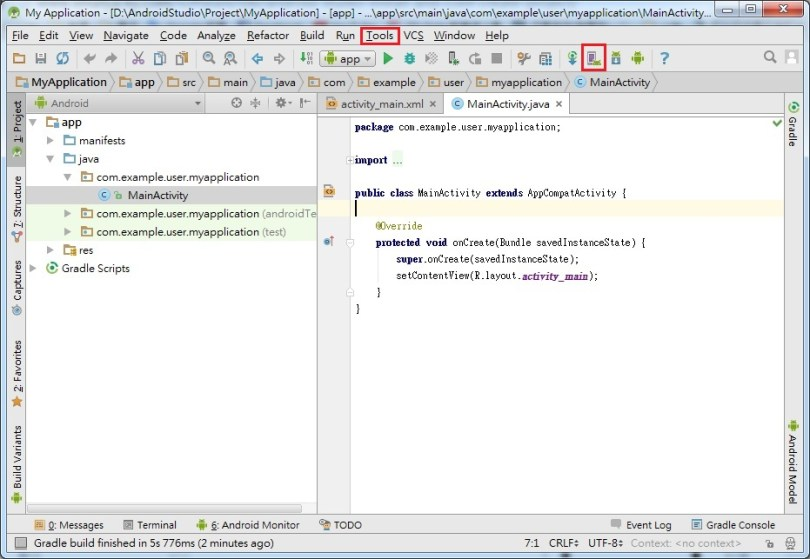 My Application - [D:\AndroidStudio\Project\MyApplication] - [app] - ...\app\src\main\java\com\example\user\myapplication\MainActivity...
File Edit View Navigate Code Analyze Refactor Build Run Tools VCS Window Help
app
MyApplication app src main java com example user myapplication MainActivity
1: Project
7: Structure
Captures
2: Favorites
Build Variants
Android
app
manifests
java
com.example.user.myapplication
MainActivity
com.example.user.myapplication (androidTe
com.example.user.myapplication (test)
res
Gradle Scripts
activity_main.xml MainActivity.java
package com.example.user.myapplication;
import ...
public class MainActivity extends AppCompatActivity {
@Override
protected void onCreate(Bundle savedInstanceState) {
super.onCreate(savedInstanceState);
setContentView(R.layout.activity_main);
}
}
Gradle
Android Model
0: Messages Terminal 6: Android Monitor TODO Event Log Gradle Console
Gradle build finished in 5s 776ms (2 minutes ago) 7:1 CRLF UTF-8 Context: <no context>